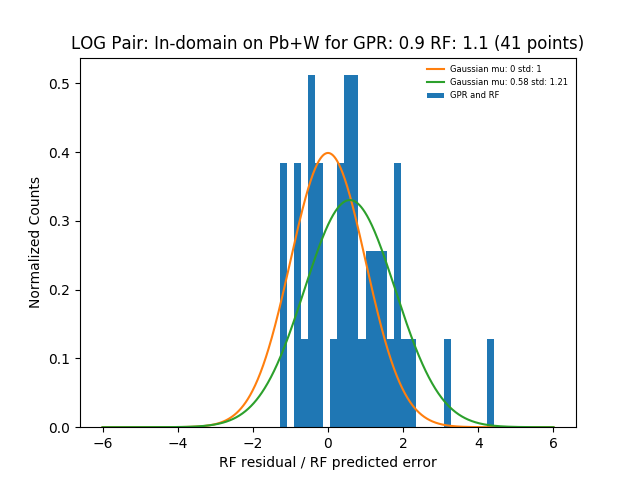 LOG Pair: In-domain on Pb+W for GPR: 0.9 RF: 1.1 (41 points)
Gaussian mu: 0 std: 1
Gaussian mu: 0.58 std: 1.21
GPR and RF
Normalized Counts
0.5
0.4
0.3
0.2
0.1
0.0
−6 −4 −2 0 2 4 6
RF residual / RF predicted error